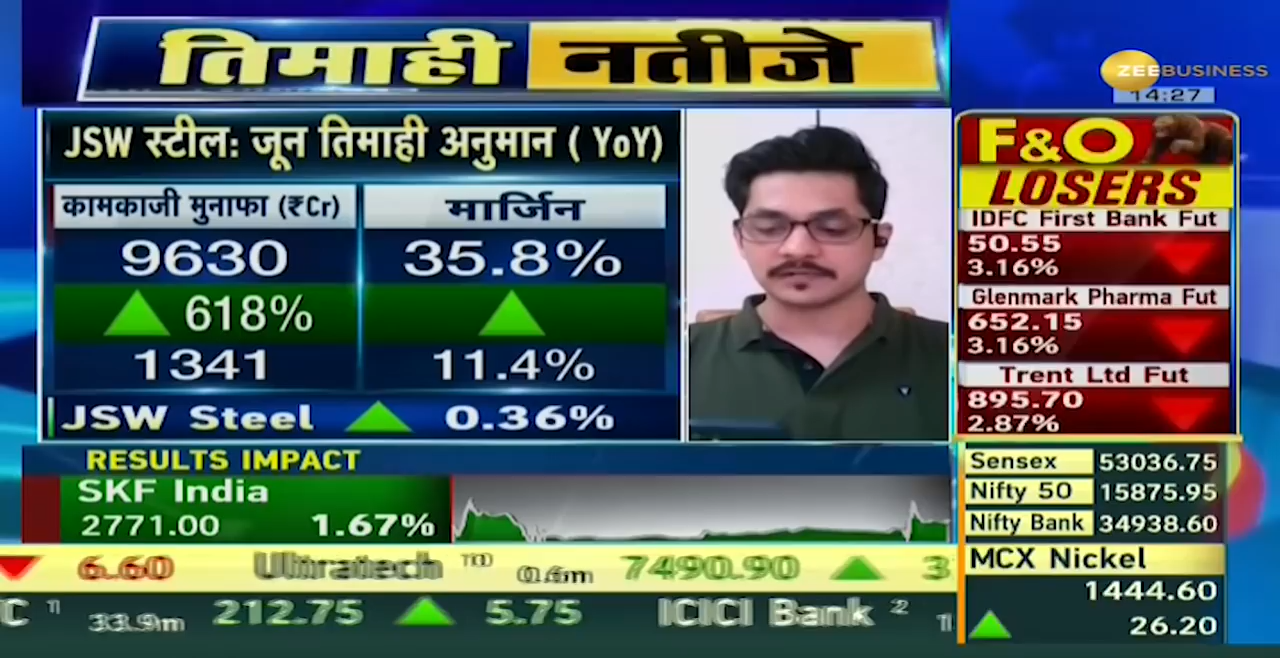 तिमाही नतीजे
ZEEBUSINESS
14:27
JSW स्टील: जून तिमाही अनुमान ( YoY)
कामकाजी मुनाफा (₹Cr) मार्जिन
9630 35.8%
618%
1341 11.4%
JSW Steel 0.36%
F&O
LOSERS
IDFC First Bank Fut
50.55
3.16%
Glenmark Pharma Fut
652.15
3.16%
Trent Ltd Fut
895.70
2.87%
RESULTS IMPACT
SKF India
2771.00 1.67%
Sensex 53036.75
Nifty 50 15875.95
Nifty Bank 34938.60
MCX Nickel
1444.60
26.20
6.60 Ultratech 0.6m 7490.90 3
C 33.9m 212.75 5.75 ICICI Bank 2